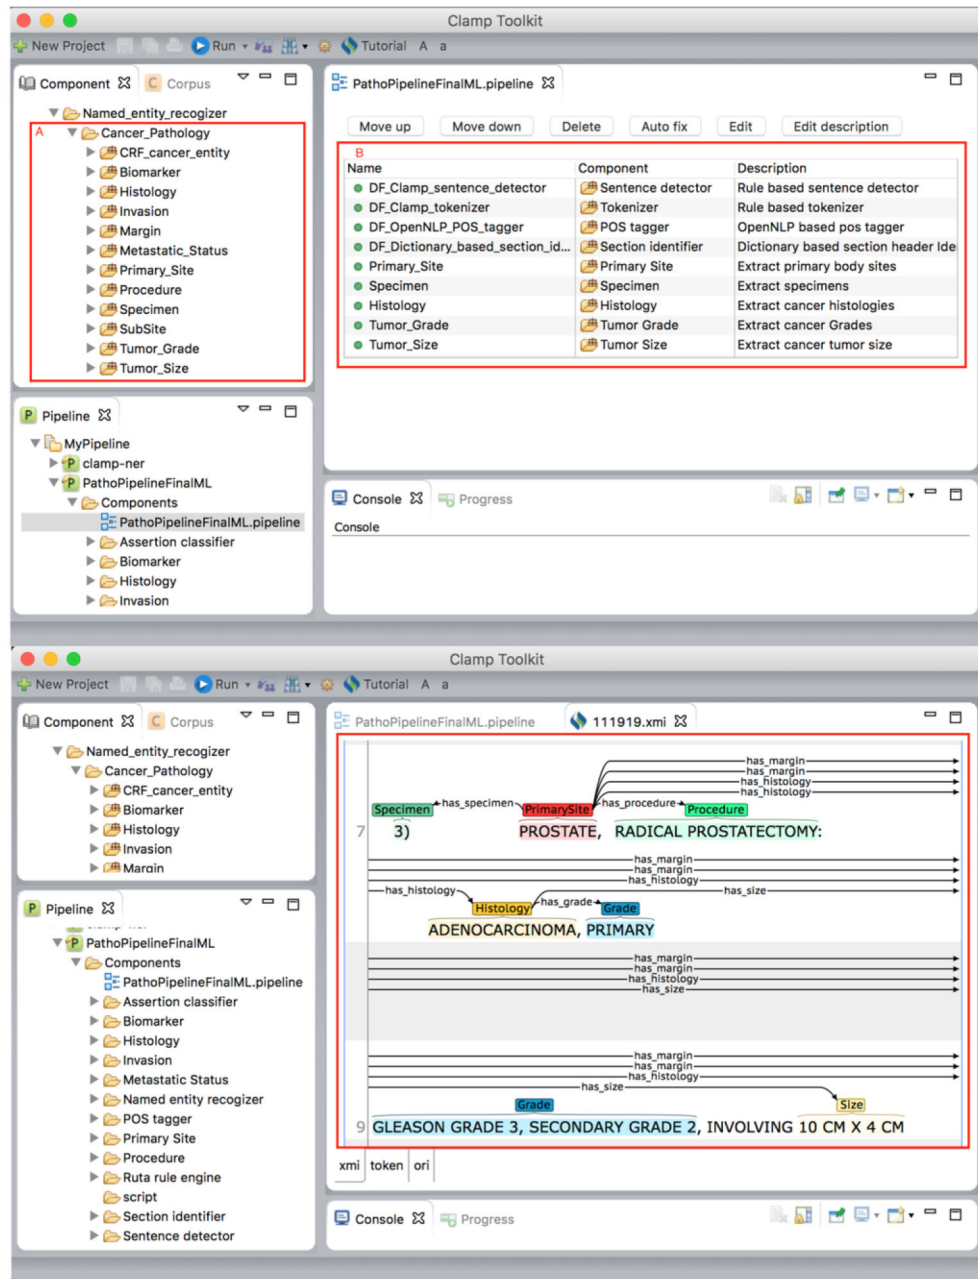 Clamp Toolkit
New Project Run Tutorial A a
Component Corpus
Named_entity_recogizer
A Cancer_Pathology
CRF_cancer_entity
Biomarker
Histology
Invasion
Margin
Metastatic_Status
Primary_Site
Procedure
Specimen
SubSite
Tumor_Grade
Tumor_Size
P Pipeline
MyPipeline
P clamp-ner
P PathoPipelineFinalML
Components
PathoPipelineFinalML.pipeline
Assertion classifier
Biomarker
Histology
Invasion
PathoPipelineFinalML.pipeline
Move up Move down Delete Auto fix Edit Edit description
B
Name Component Description
DF_Clamp_sentence_detector Sentence detector Rule based sentence detector
DF_Clamp_tokenizer Tokenizer Rule based tokenizer
DF_OpenNLP_POS_tagger POS tagger OpenNLP based pos tagger
DF_Dictionary_based_section_id... Section identifier Dictionary based section header Ide
Primary_Site Primary Site Extract primary body sites
Specimen Specimen Extract specimens
Histology Histology Extract cancer histologies
Tumor_Grade Tumor Grade Extract cancer Grades
Tumor_Size Tumor Size Extract cancer tumor size
Console Progress
Console
Clamp Toolkit
New Project Run Tutorial A a
Component Corpus
Named_entity_recogizer
Cancer_Pathology
CRF_cancer_entity
Biomarker
Histology
Invasion
Margin
P Pipeline
P PathoPipelineFinalML
Components
PathoPipelineFinalML.pipeline
Assertion classifier
Biomarker
Histology
Invasion
Metastatic Status
Named entity recogizer
POS tagger
Primary Site
Procedure
Ruta rule engine
script
Section identifier
Sentence detector
PathoPipelineFinalML.pipeline 111919.xmi
has_margin
has_margin
has_histology
has_histology
Specimen has_specimen PrimarySite has_procedure Procedure
7 3) PROSTATE, RADICAL PROSTATECTOMY:
has_margin
has_margin
has_histology
has_histology has_size
Histology has_grade Grade
ADENOCARCINOMA, PRIMARY
has_margin
has_margin
has_histology
has_size
has_margin
has_margin
has_histology
has_size
Grade Size
9 GLEASON GRADE 3, SECONDARY GRADE 2, INVOLVING 10 CM X 4 CM
xmi token ori
Console Progress